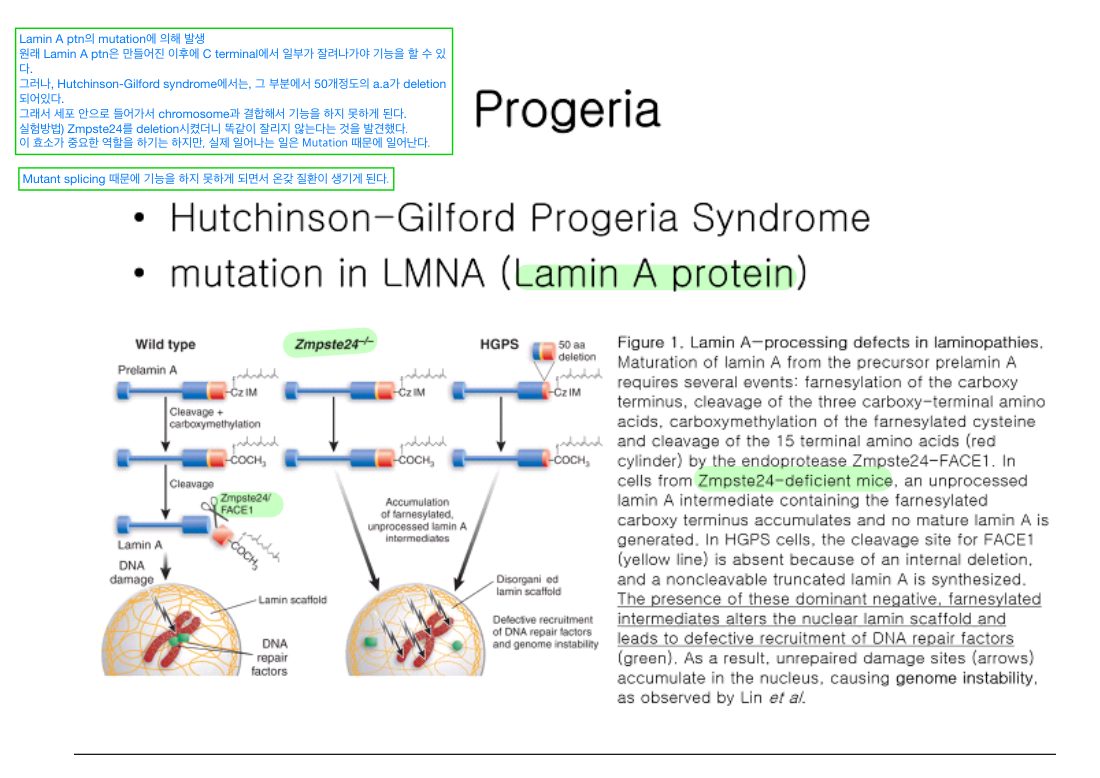 Lamin A ptn의 mutation에 의해 발생
원래 Lamin A ptn은 만들어진 이후에 C terminal에서 일부가 잘려나가야 기능을 할 수 있
다.
그러나, Hutchinson-Gilford syndrome에서는, 그 부분에서 50개정도의 a.a가 deletion
되어있다.
그래서 세포 안으로 들어가서 chromosome과 결합해서 기능을 하지 못하게 된다.
실험방법) Zmpste24를 deletion시켰더니 똑같이 잘리지 않는다는 것을 발견했다.
이 효소가 중요한 역할을 하기는 하지만, 실제 일어나는 일은 Mutation 때문에 일어난다.
Mutant splicing 때문에 기능을 하지 못하게 되면서 온갖 질환이 생기게 된다.
Progeria
• Hutchinson-Gilford Progeria Syndrome
• mutation in LMNA (Lamin A protein)
Wild type
Zmpste24-/-
HGPS
50 aa
deletion
Prelamin A
Cz IM
Cz IM
Cz IM
Cleavage +
carboxymethylation
COCH3
COCH3
COCH3
Cleavage
Zmpste24/
FACE1
COCH3
Lamin A
Accumulation
of farnesylated,
unprocessed lamin A
intermediates
DNA
damage
Lamin scaffold
DNA
repair
factors
Disorgani ed
lamin scaffold
Defective recruitment
of DNA repair factors
and genome instability
Figure 1. Lamin A-processing defects in laminopathies.
Maturation of lamin A from the precursor prelamin A
requires several events: farnesylation of the carboxy
terminus, cleavage of the three carboxy-terminal amino
acids, carboxymethylation of the farnesylated cysteine
and cleavage of the 15 terminal amino acids (red
cylinder) by the endoprotease Zmpste24-FACE1. In
cells from Zmpste24-deficient mice, an unprocessed
lamin A intermediate containing the farnesylated
carboxy terminus accumulates and no mature lamin A is
generated. In HGPS cells, the cleavage site for FACE1
(yellow line) is absent because of an internal deletion,
and a noncleavable truncated lamin A is synthesized.
The presence of these dominant negative, farnesylated
intermediates alters the nuclear lamin scaffold and
leads to defective recruitment of DNA repair factors
(green). As a result, unrepaired damage sites (arrows)
accumulate in the nucleus, causing genome instability,
as observed by Lin et al.